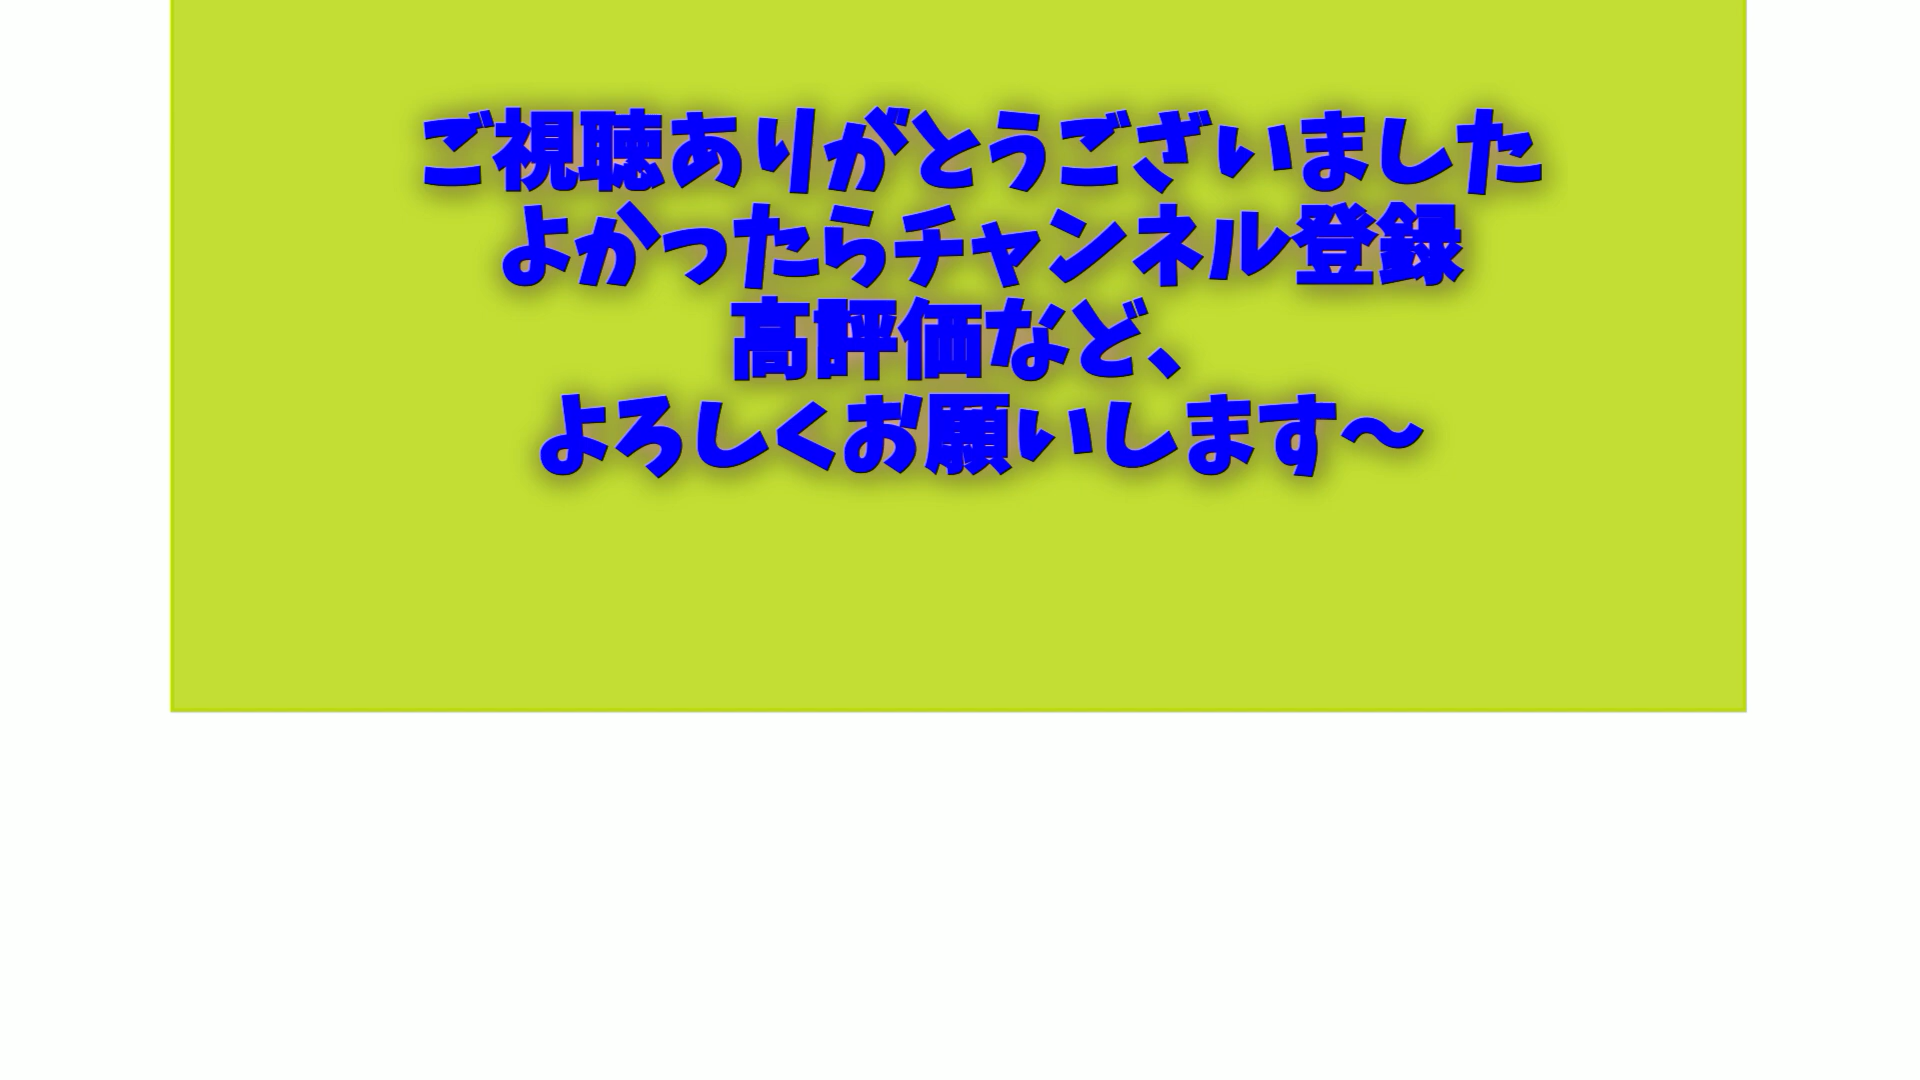 ご視聴ありがとうございました
よかったらチャンネル登録
高評価など、
よろしくお願いします〜